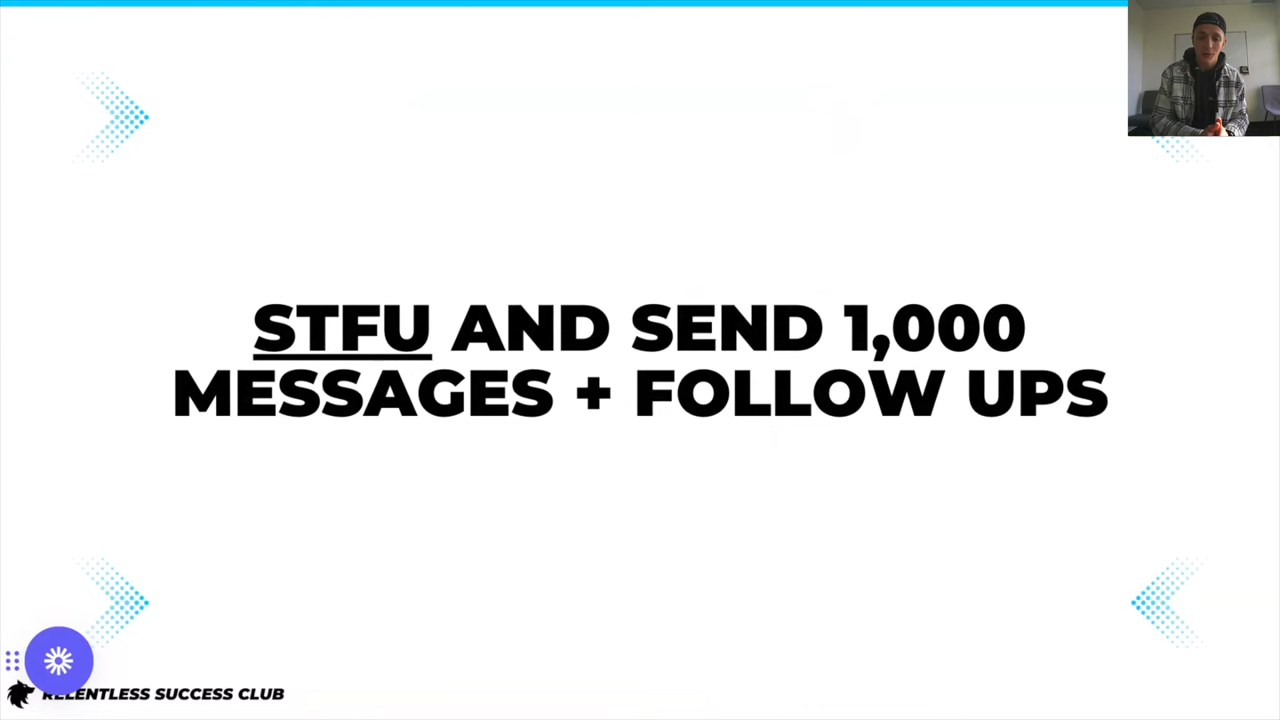 STFU AND SEND 1,000
MESSAGES + FOLLOW UPS
RELENTLESS SUCCESS CLUB